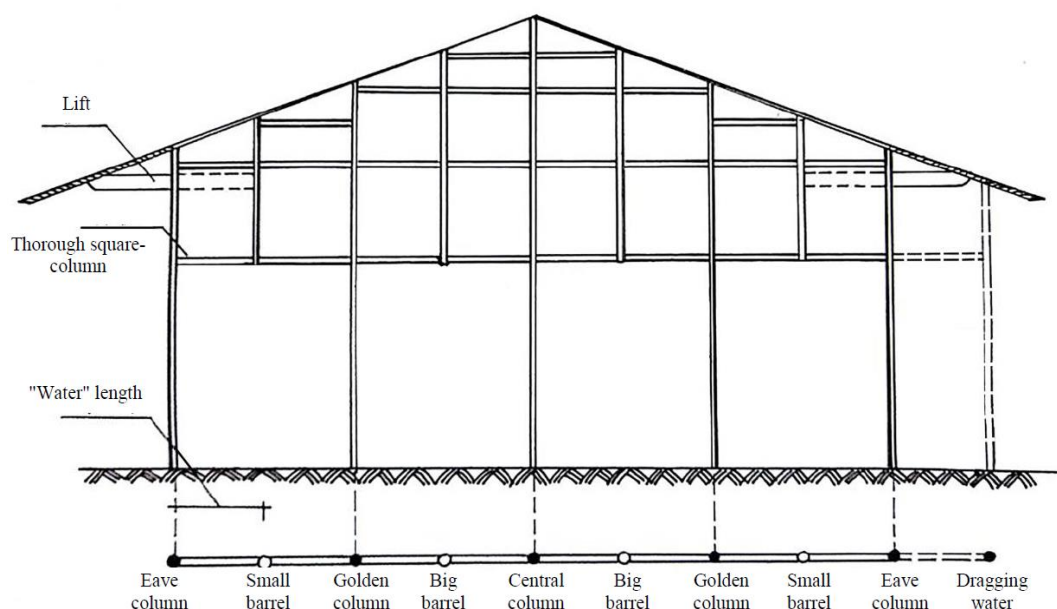 Lift
Thorough square-
column
"Water" length
Eave
column
Small
barrel
Golden
column
Big
barrel
Central
column
Big
barrel
Golden
column
Small
barrel
Eave
column
Dragging
water